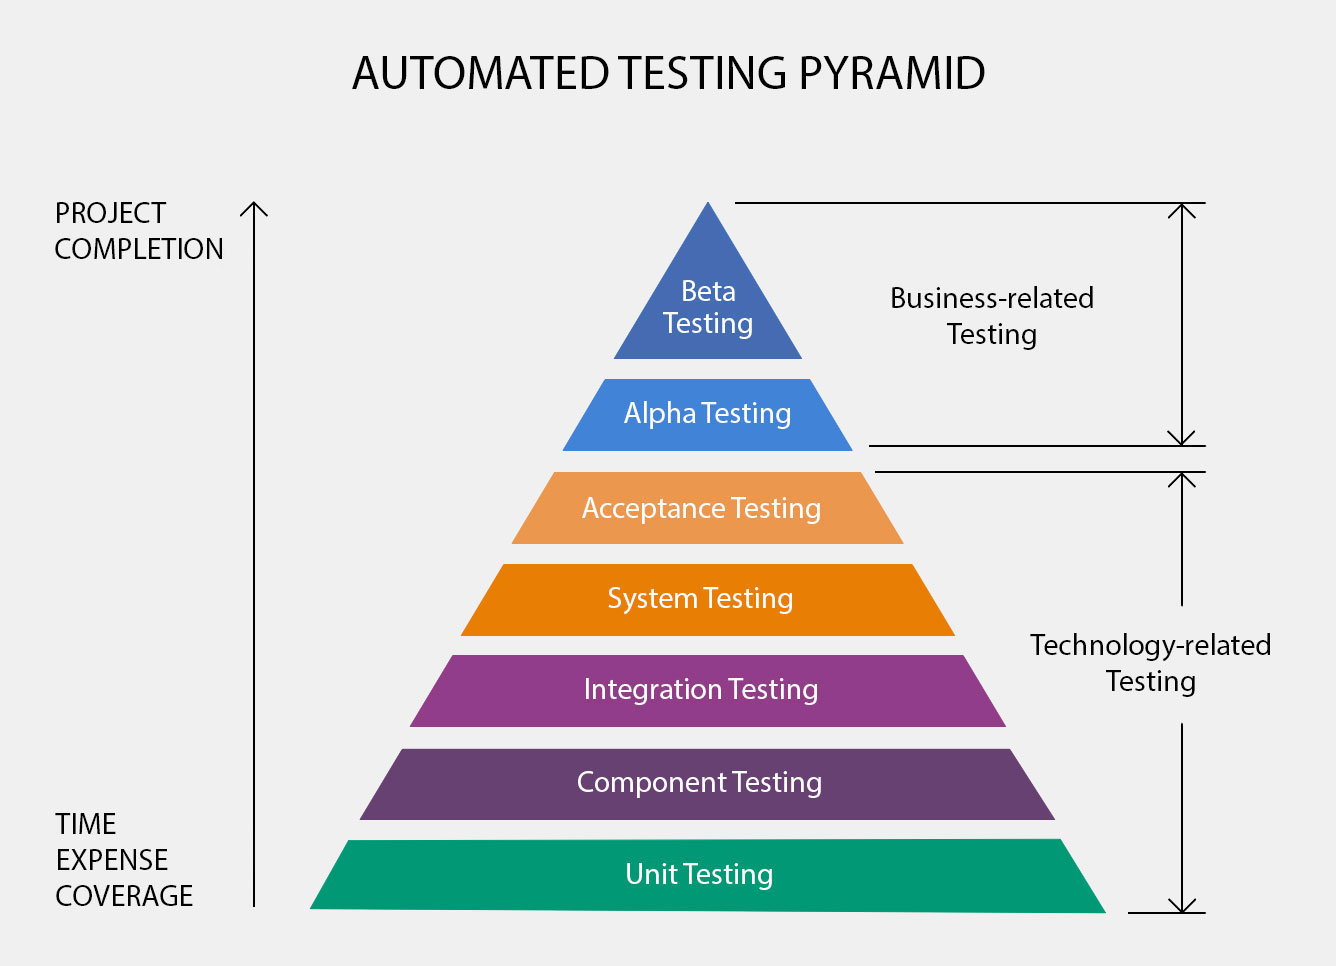 AUTOMATED TESTING PYRAMID
PROJECT
COMPLETION
Beta
Testing
Business-related
Testing
Alpha Testing
Acceptance Testing
System Testing
Technology-related
Testing
Integration Testing
Component Testing
TIME
EXPENSE
COVERAGE
Unit Testing